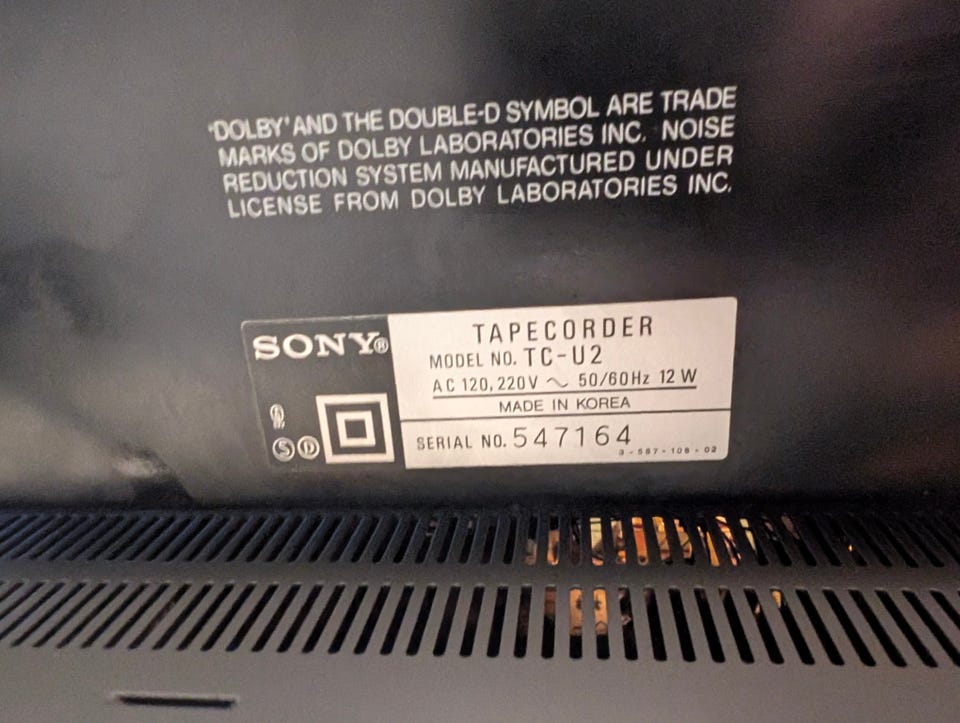 'DOLBY' AND THE DOUBLE-D SYMBOL ARE TRADE
MARKS OF DOLBY LABORATORIES INC. NOISE
REDUCTION SYSTEM MANUFACTURED UNDER
LICENSE FROM DOLBY LABORATORIES INC.
SONY®
TAPECORDER
MODEL NO. TC-U2
AC 120, 220V ~ 50/60Hz 12 W
MADE IN KOREA
SERIAL NO. 547164
3-587-108-02
S D